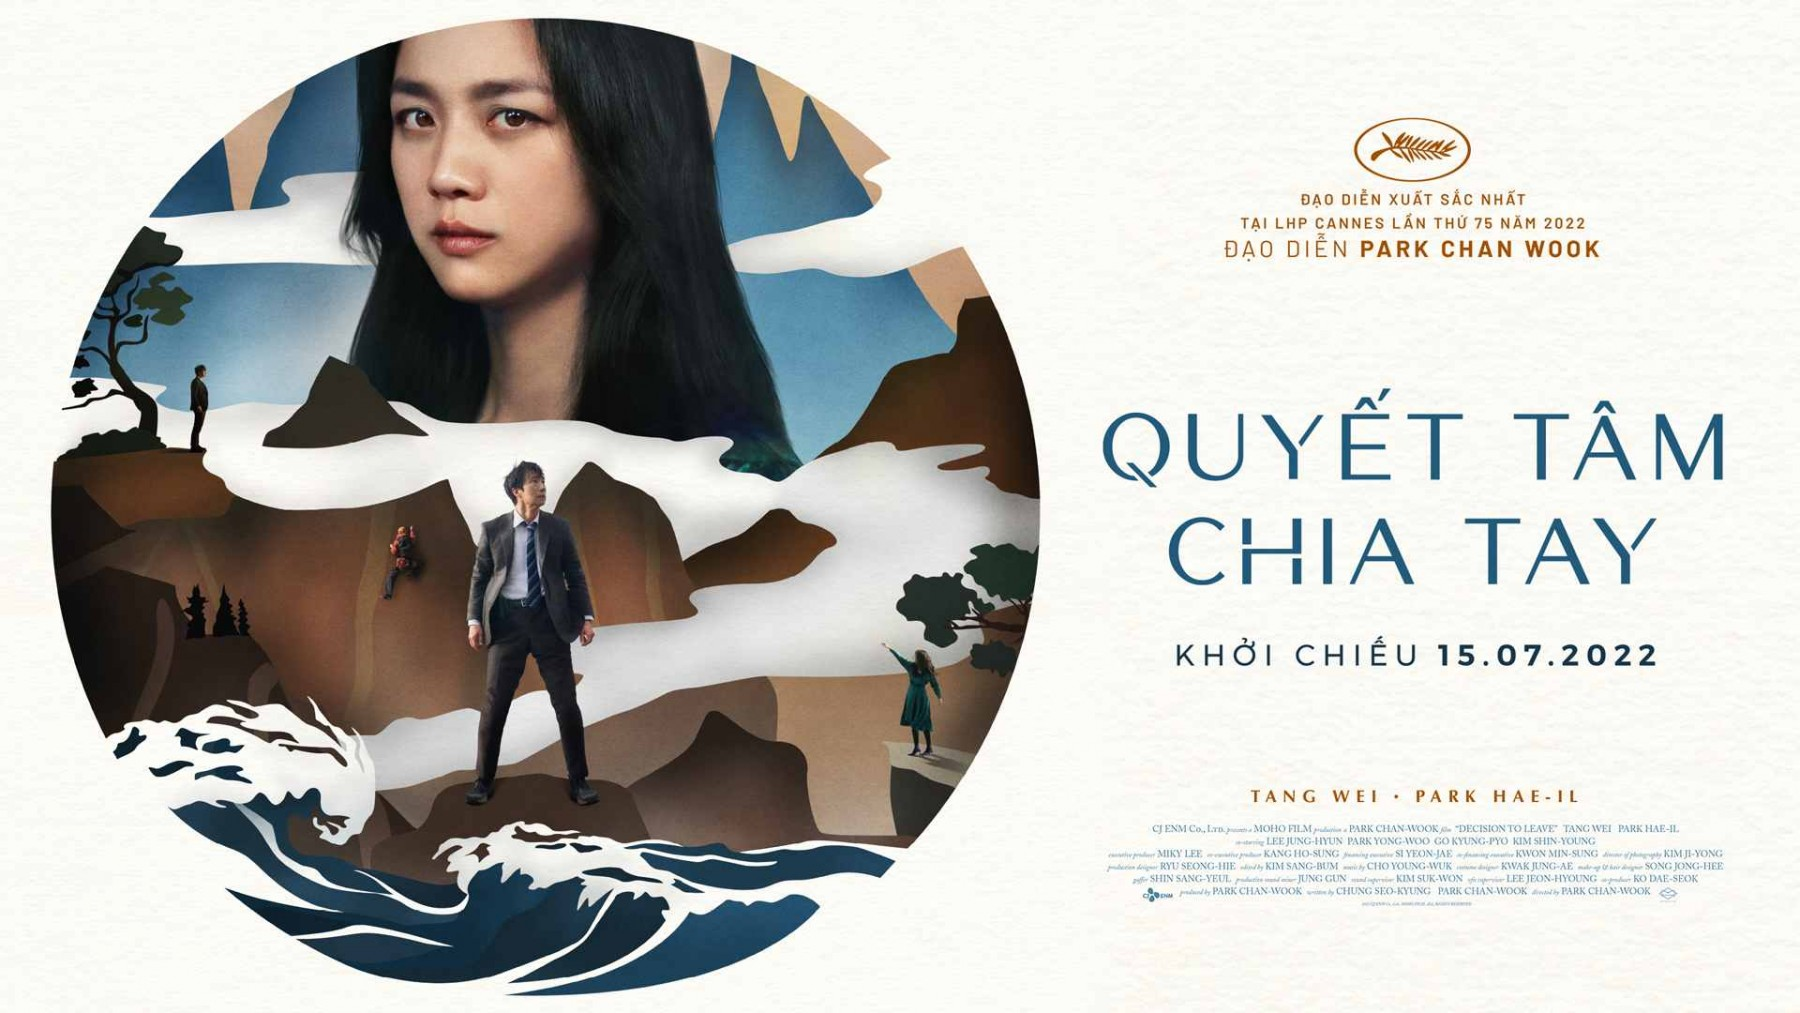 ĐẠO DIỄN XUẤT SẮC NHẤT
TẠI LHP CANNES LẦN THỨ 75 NĂM 2022
ĐẠO DIỄN PARK CHAN WOOK
QUYẾT TÂM
CHIA TAY
KHỞI CHIẾU 15.07.2022
TANG WEI • PARK HAE-IL
CJ ENM Co., Ltd. presents a MOHO FILM production a PARK CHAN-WOOK film "DECISION TO LEAVE" TANG WEI PARK HAE-IL
co-starring LEE JUNG-HYUN PARK YONG-WOO GO KYUNG-PYO KIM SHIN-YOUNG
executive producer MIKY LEE co-executive producer KANG HO-SUNG financing executive SI YEON-JAE co-financing executive KWON MIN-SUNG director of photography KIM JI-YONG
production designer RYU SEONG-HIE edited by KIM SANG-BUM music by CHO YOUNG-WUK costume designer KWAK JUNG-AE make-up & hair designer SONG JONG-HEE
gaffer SHIN SANG-YEUL production sound mixer JUNG GUN sound supervisor KIM SUK-WON vfx supervisor LEE JEON-HYOUNG co-producer KO DAE-SEOK
CJ ENM produced by PARK CHAN-WOOK written by CHUNG SEO-KYUNG PARK CHAN-WOOK directed by PARK CHAN-WOOK